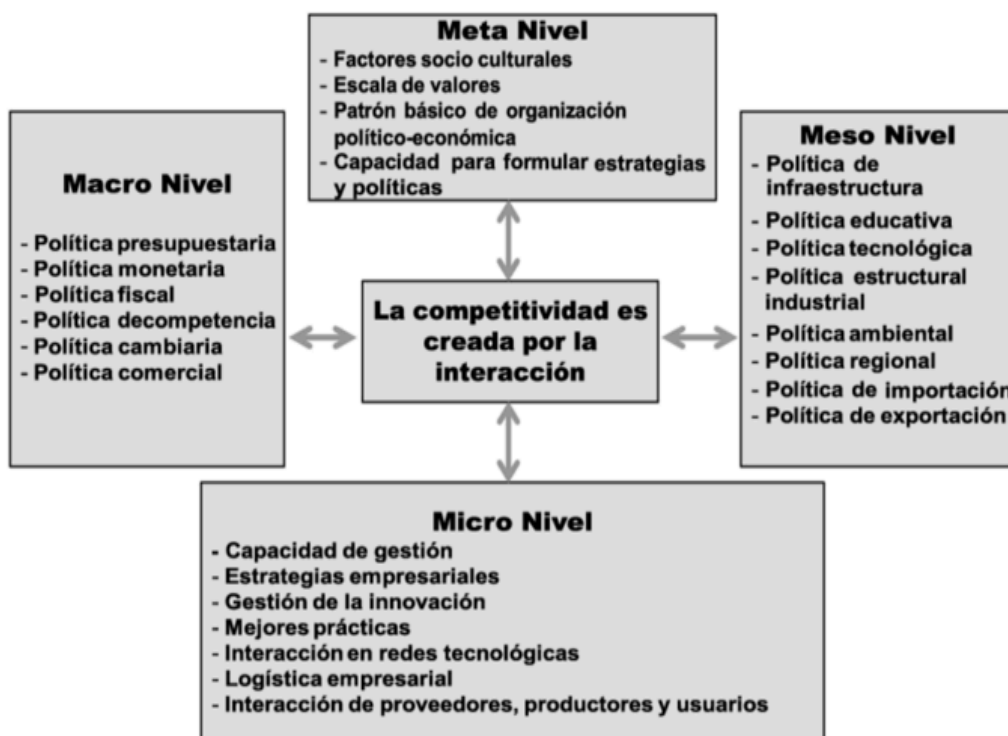 Meta Nivel
- Factores socio culturales
- Escala de valores
- Patrón básico de organización
político-económica
- Capacidad para formular estrategias
y políticas
Macro Nivel
- Política presupuestaria
- Política monetaria
- Política fiscal
- Política decompetencia
- Política cambiaria
- Política comercial
La competitividad es
creada por la
interacción
Meso Nivel
- Política de
infraestructura
- Política educativa
- Política tecnológica
- Política estructural
industrial
- Política ambiental
- Política regional
- Política de importación
- Política de exportación
Micro Nivel
- Capacidad de gestión
- Estrategias empresariales
- Gestión de la innovación
- Mejores prácticas
- Interacción en redes tecnológicas
- Logística empresarial
- Interacción de proveedores, productores y usuarios